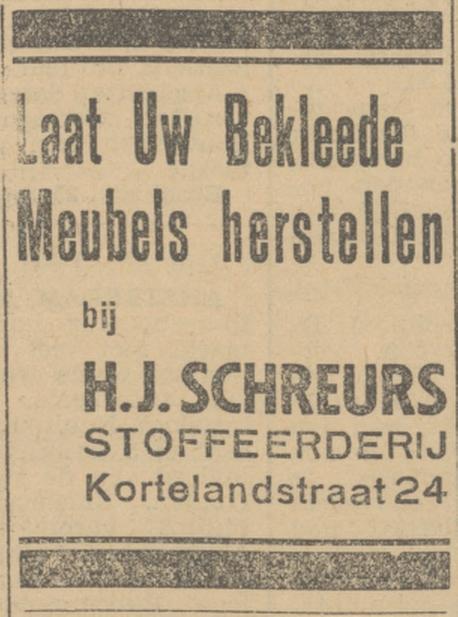 Laat Uw Bekleede
Meubels herstellen
bij
H.J. SCHREURS
STOFFEERDERIJ
Kortelandstraat 24